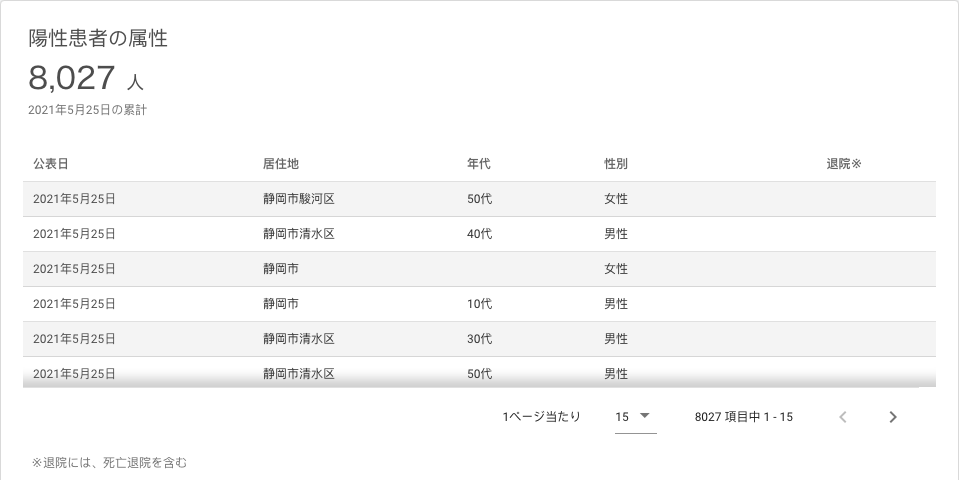 陽性患者の属性
8,027 人
2021年5月25日の累計
公表日 居住地 年代 性別 退院※
2021年5月25日 静岡市駿河区 50代 女性
2021年5月25日 静岡市清水区 40代 男性
2021年5月25日 静岡市 女性
2021年5月25日 静岡市 10代 男性
2021年5月25日 静岡市清水区 30代 男性
2021年5月25日 静岡市清水区 50代 男性
1ページ当たり 15 8027 項目中 1 - 15
※退院には、死亡退院を含む